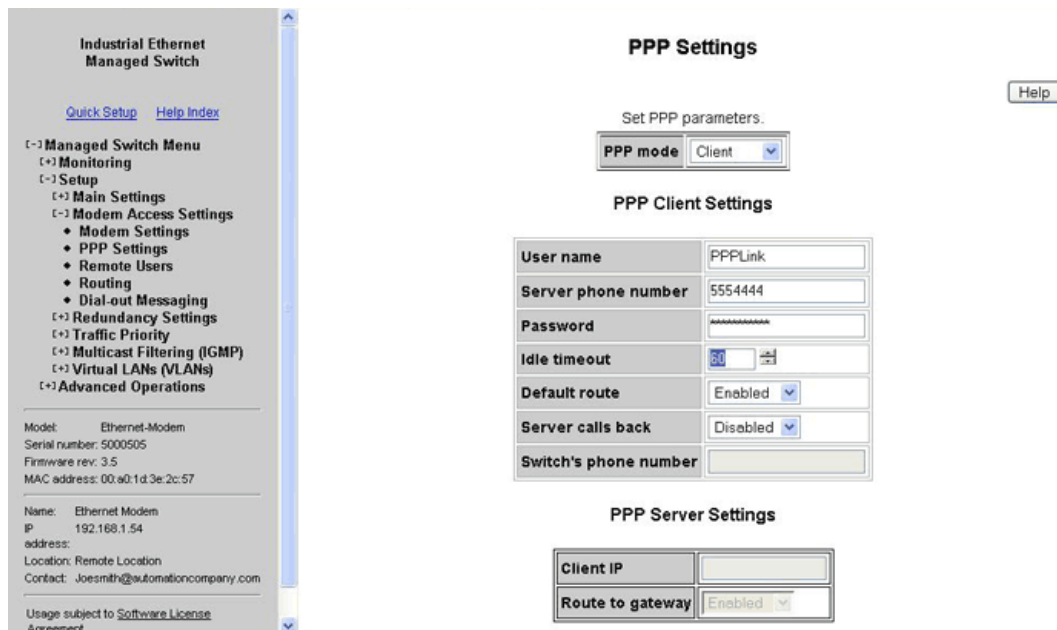 Industrial Ethernet
Managed Switch
Quick Setup Help Index
[-] Managed Switch Menu
[+] Monitoring
[-] Setup
[+] Main Settings
[-] Modem Access Settings
Modem Settings
PPP Settings
Remote Users
Routing
Dial-out Messaging
[+] Redundancy Settings
[+] Traffic Priority
[+] Multicast Filtering (IGMP)
[+] Virtual LANs (VLANs)
[+] Advanced Operations
Model: Ethernet-Modem
Serial number: 5000505
Firmware rev: 3.5
MAC address: 00:a0:1d:3e:2c:57
Name: Ethernet Modem
IP address: 192.168.1.54
Location: Remote Location
Contact: Joesmith@automationcompany.com
Usage subject to Software License
Agreement
PPP Settings
Help
Set PPP parameters.
PPP mode Client
PPP Client Settings
User name PPPLink
Server phone number 5554444
Password ***********
Idle timeout 60
Default route Enabled
Server calls back Disabled
Switch's phone number
PPP Server Settings
Client IP
Route to gateway Enabled